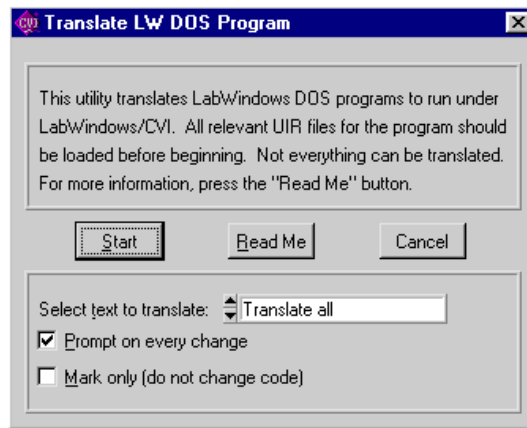 CVI Translate LW DOS Program
This utility translates LabWindows DOS programs to run under
LabWindows/CVI. All relevant UIR files for the program should
be loaded before beginning. Not everything can be translated.
For more information, press the "Read Me" button.
Start Read Me Cancel
Select text to translate: Translate all
Prompt on every change
Mark only (do not change code)